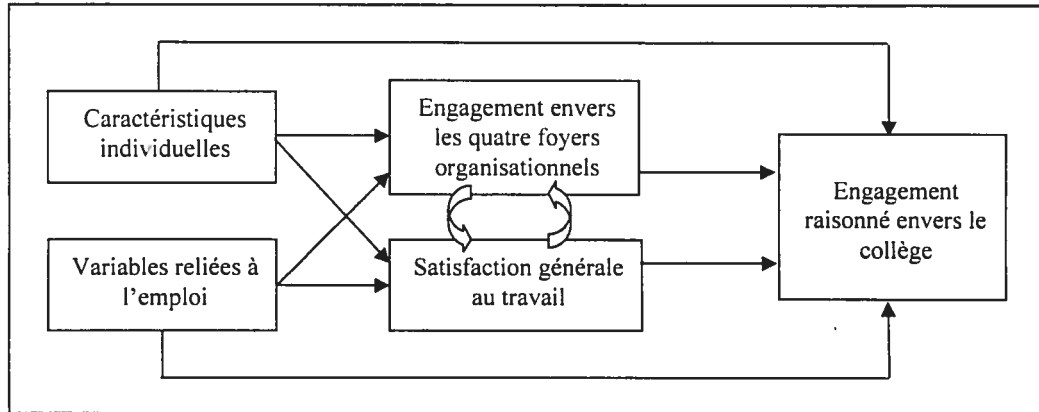 Caractéristiques
individuelles
Engagement envers
les quatre foyers
organisationnels
Variables reliées à
l'emploi
Satisfaction générale
au travail
Engagement
raisonné envers le
collège